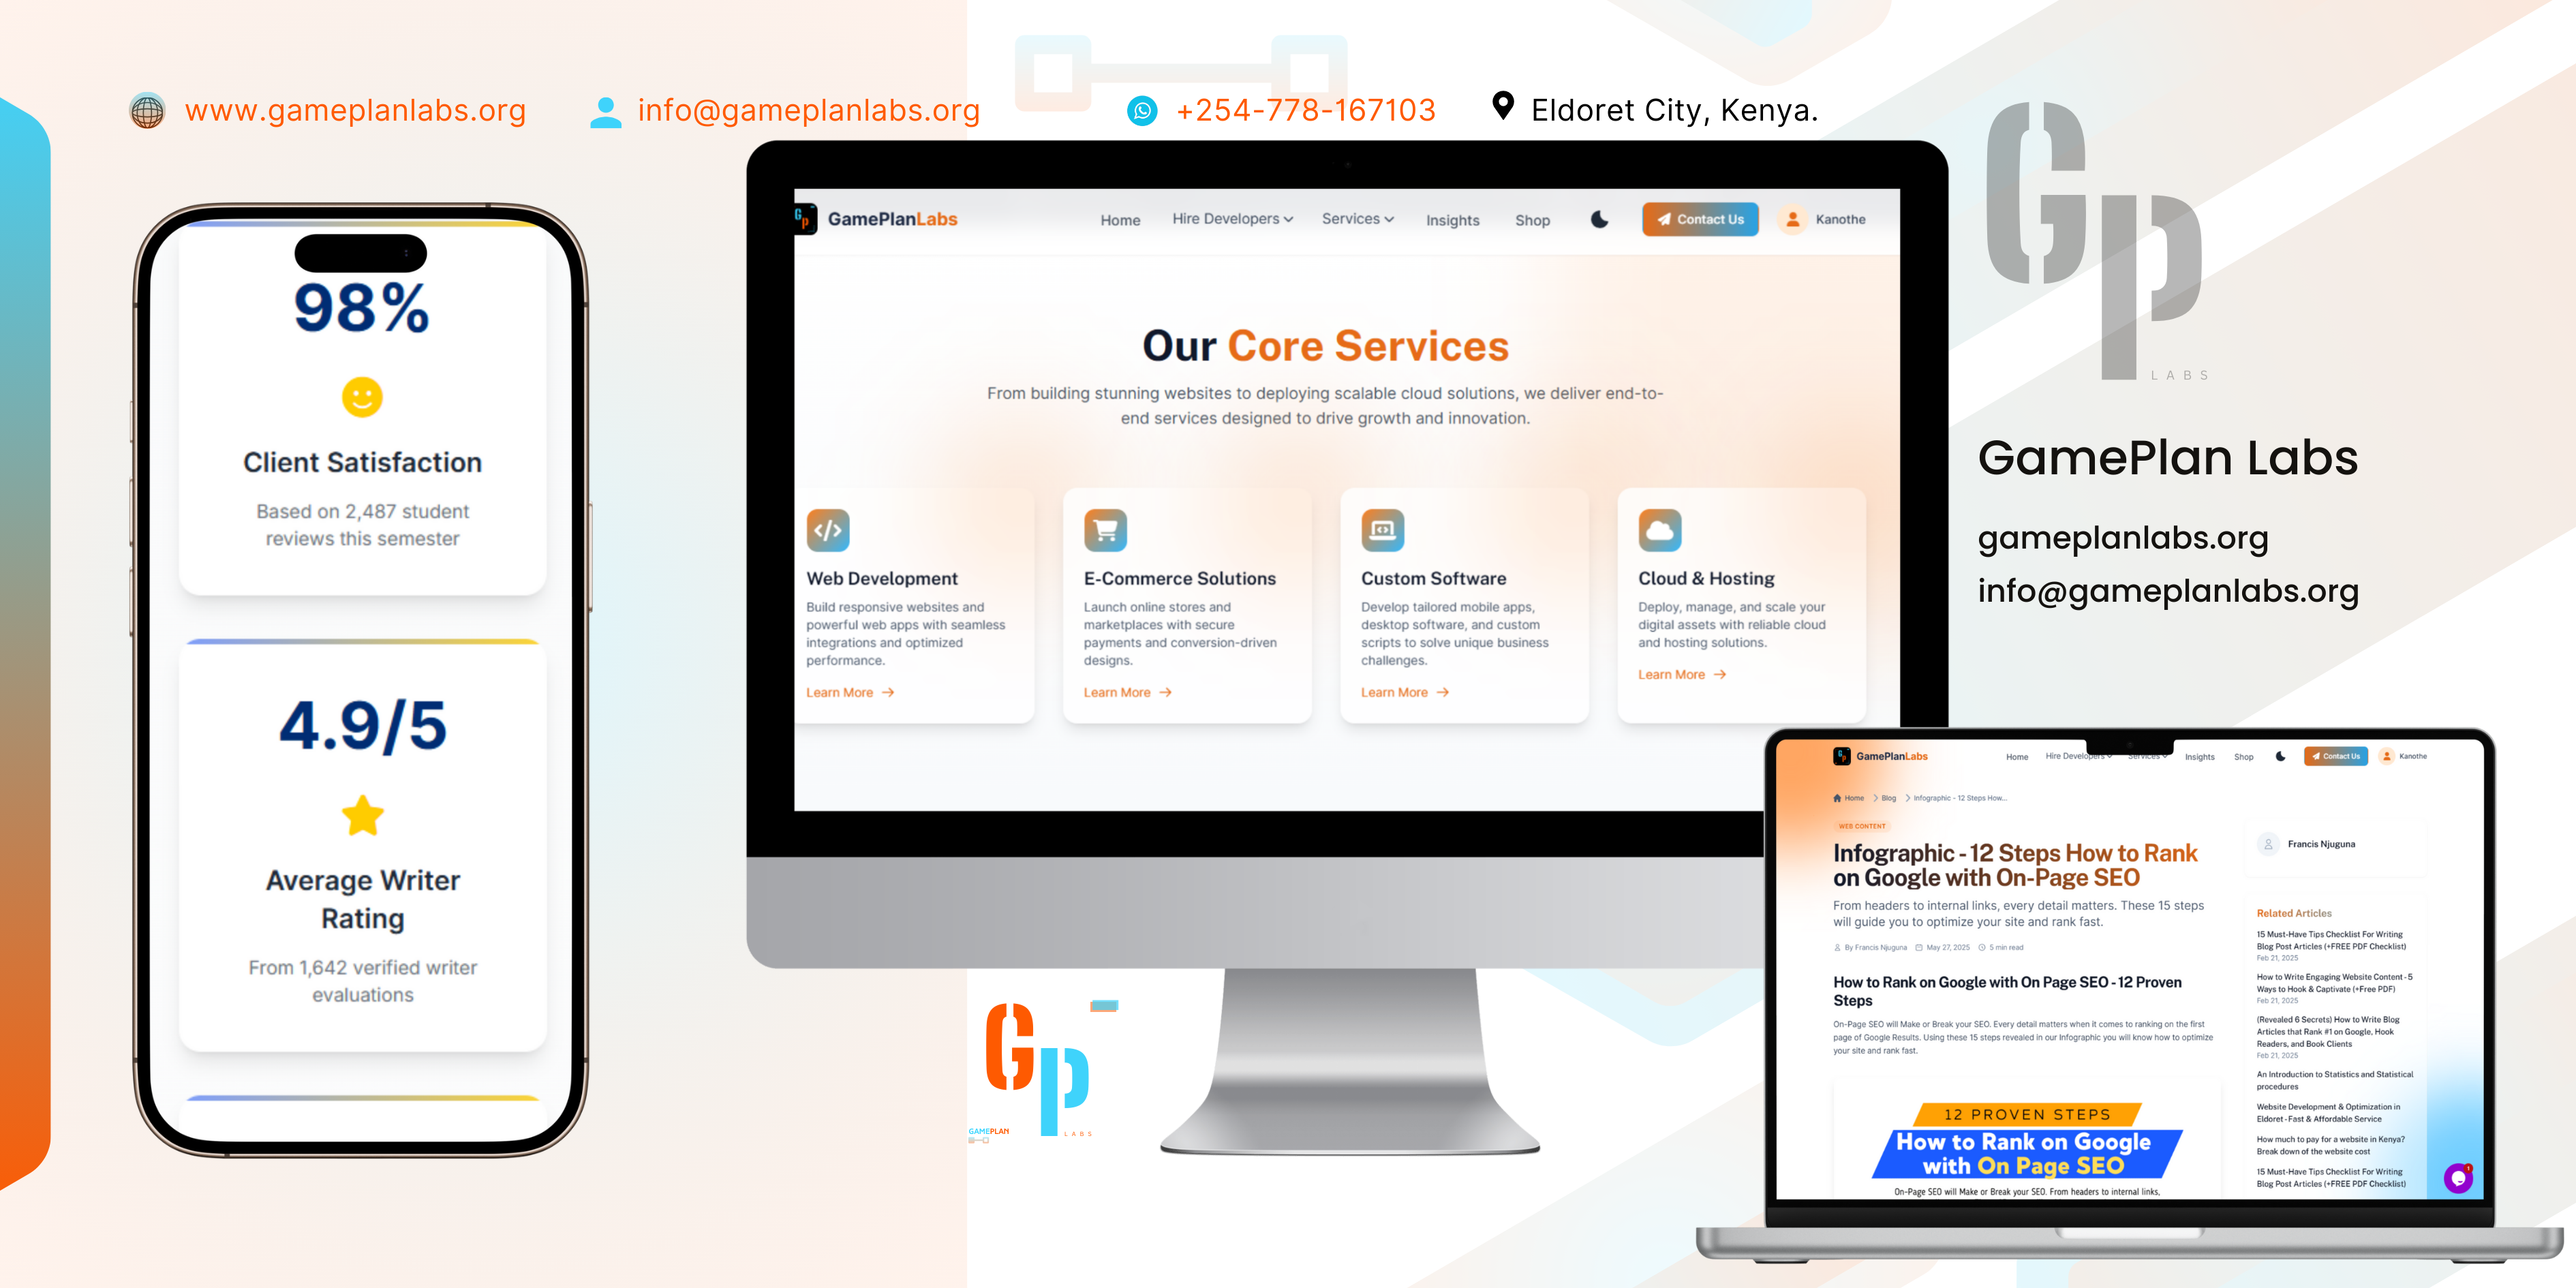 www.gameplanlabs.org
info@gameplanlabs.org
+254-778-167103
Eldoret City, Kenya.
98%
Client Satisfaction
Based on 2,487 student
reviews this semester
4.9/5
Average Writer
Rating
From 1,642 verified writer
evaluations
GP
GamePlanLabs
Home
Hire Developers
Services
Insights
Shop
Contact Us
Kanothe
Our Core Services
From building stunning websites to deploying scalable cloud solutions, we deliver end-to-
end services designed to drive growth and innovation.
Web Development
Build responsive websites and
powerful web apps with seamless
integrations and optimized
performance.
Learn More
E-Commerce Solutions
Launch online stores and
marketplaces with secure
payments and conversion-driven
designs.
Learn More
Custom Software
Develop tailored mobile apps,
desktop software, and custom
scripts to solve unique business
challenges.
Learn More
Cloud & Hosting
Deploy, manage, and scale your
digital assets with reliable cloud
and hosting solutions.
Learn More
GP
LABS
GamePlan Labs
gameplanlabs.org
info@gameplanlabs.org
GP
GAMEPLAN
LABS
GP
GamePlanLabs
Home
Hire Developers
Services
Insights
Shop
Contact Us
Kanothe
Home
Blog
Infographic - 12 Steps How...
WEB CONTENT
Infographic - 12 Steps How to Rank
on Google with On-Page SEO
From headers to internal links, every detail matters. These 15 steps
will guide you to optimize your site and rank fast.
By Francis Njuguna
May 27, 2025
5 min read
How to Rank on Google with On Page SEO - 12 Proven
Steps
On-Page SEO will Make or Break your SEO. Every detail matters when it comes to ranking on the first
page of Google Results. Using these 15 steps revealed in our Infographic you will know how to optimize
your site and rank fast.
12 PROVEN STEPS
How to Rank on Google
with On Page SEO
On-Page SEO will Make or Break your SEO. From headers to internal links,
Francis Njuguna
Related Articles
15 Must-Have Tips Checklist For Writing
Blog Post Articles (+FREE PDF Checklist)
Feb 21, 2025
How to Write Engaging Website Content - 5
Ways to Hook & Captivate (+Free PDF)
Feb 21, 2025
(Revealed 6 Secrets) How to Write Blog
Articles that Rank #1 on Google, Hook
Readers, and Book Clients
Feb 21, 2025
An Introduction to Statistics and Statistical
procedures
Website Development & Optimization in
Eldoret - Fast & Affordable Service
How much to pay for a website in Kenya?
Break down of the website cost
15 Must-Have Tips Checklist For Writing
Blog Post Articles (+FREE PDF Checklist)
1